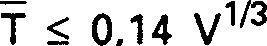 T̅ ≤ 0,14 V^{1/3}